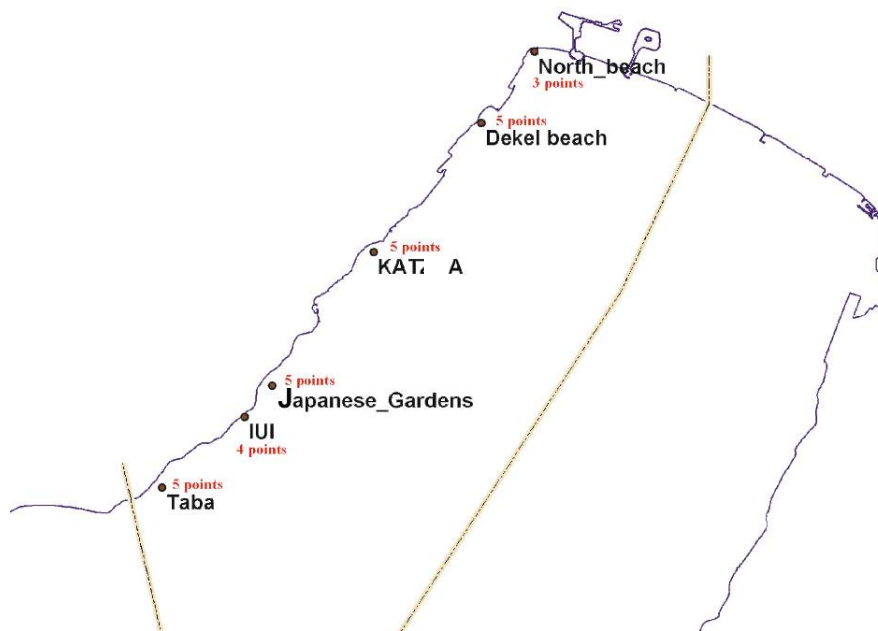 North_beach
3 points
5 points
Dekel beach
5 points
5 points
Japanese_Gardens
IUI
4 points
5 points
Taba